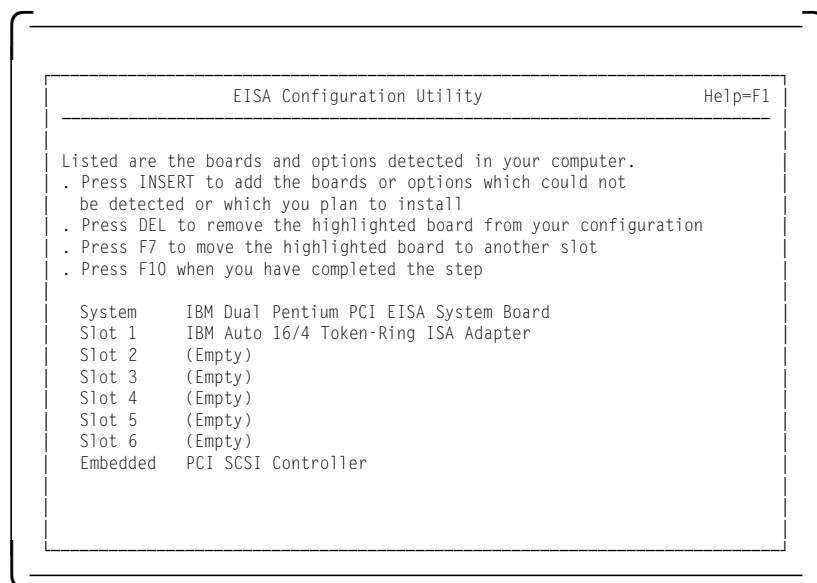 EISA Configuration Utility Help=F1
Listed are the boards and options detected in your computer.
. Press INSERT to add the boards or options which could not
be detected or which you plan to install
. Press DEL to remove the highlighted board from your configuration
. Press F7 to move the highlighted board to another slot
. Press F10 when you have completed the step
System IBM Dual Pentium PCI EISA System Board
Slot 1 IBM Auto 16/4 Token-Ring ISA Adapter
Slot 2 (Empty)
Slot 3 (Empty)
Slot 4 (Empty)
Slot 5 (Empty)
Slot 6 (Empty)
Embedded PCI SCSI Controller